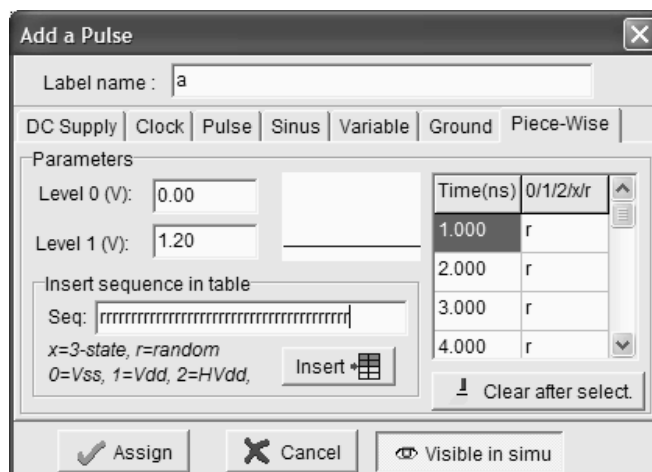 Add a Pulse
Label name : a
DC Supply Clock Pulse Sinus Variable Ground Piece-Wise
Parameters
Level 0 (V): 0.00
Level 1 (V): 1.20
Time(ns) 0/1/2/x/r
1.000 r
2.000 r
3.000 r
4.000 r
Insert sequence in table
Seq: rrrrrrrrrrrrrrrrrrrrrrrrrrrrrrrrrrrrrrrr
x=3-state, r=random
0=Vss, 1=Vdd, 2=HVdd,
Insert
Clear after select.
Assign Cancel Visible in simu